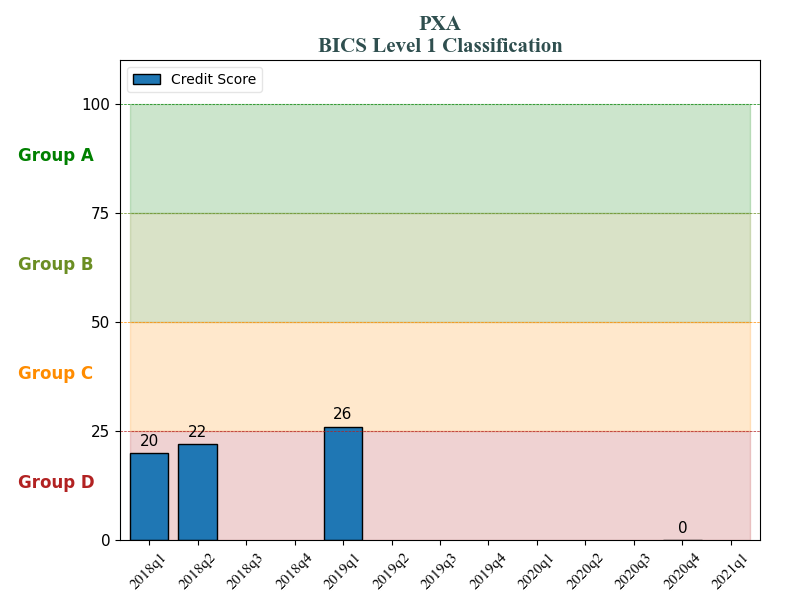 PXA
BICS Level 1 Classification
Credit Score
100
Group A
75
Group B
50
Group C
26
25
22
20
Group D
0
0
2018q1 2018q2 2018q3 2018q4 2019q1 2019q2 2019q3 2019q4 2020q1 2020q2 2020q3 2020q4 2021q1